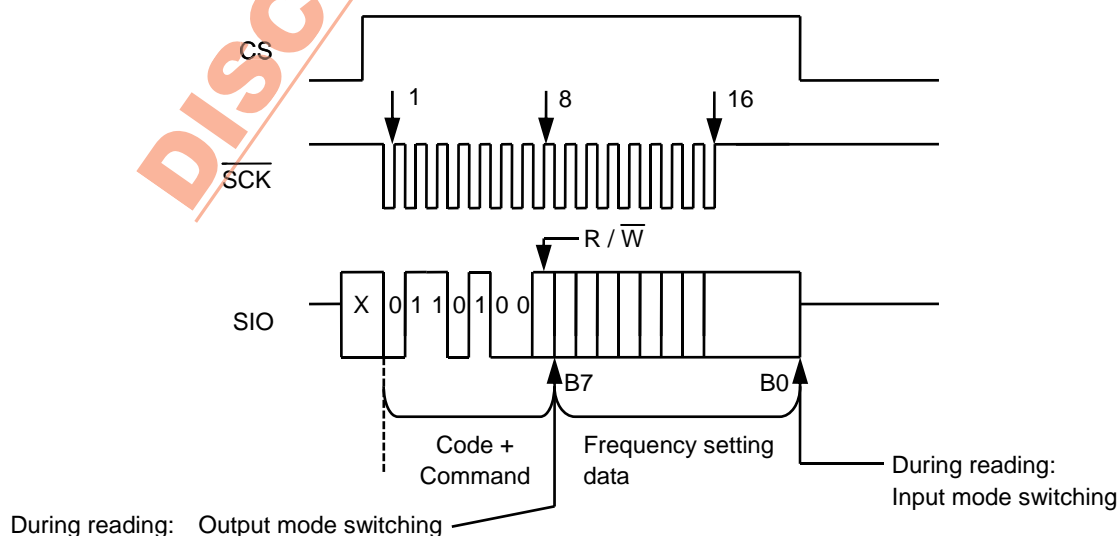 DISC
CS
1
8
16
SCK
R / W
SIO
X 0 1 1 0 1 0 0
B7
B0
Code +
Command
Frequency setting
data
During reading:
Input mode switching
During reading: Output mode switching